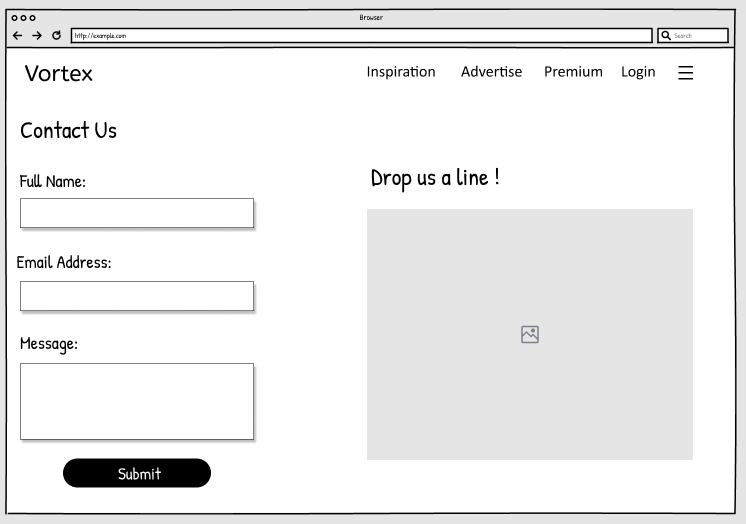 Browser
http://example.com
Search
Vortex
Inspiration Advertise Premium Login
Contact Us
Drop us a line !
Full Name:
Email Address:
Message:
Submit